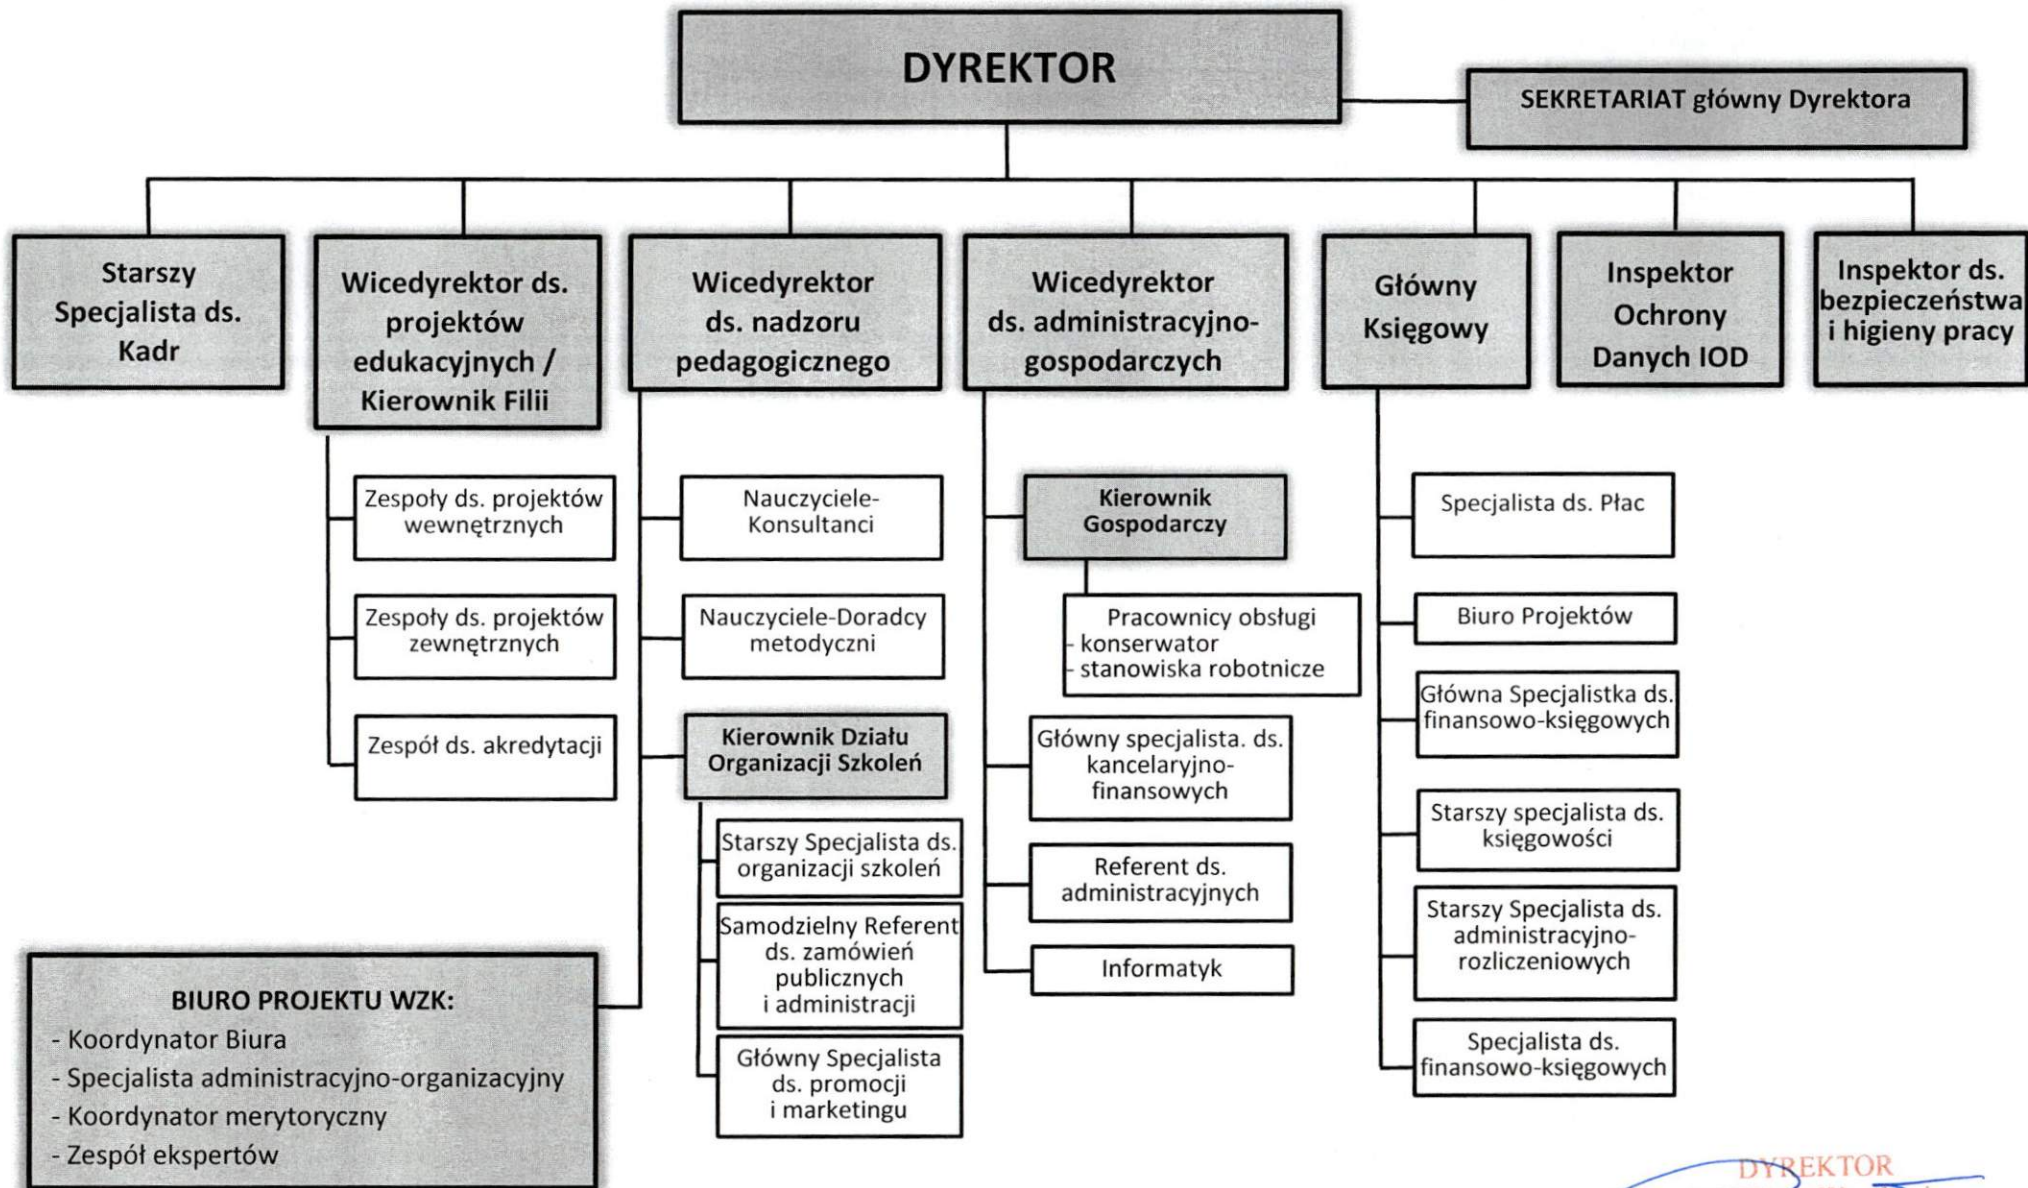 DYREKTOR
SEKRETARIAT główny Dyrektora
Starszy
Specjalista ds.
Kadr
Wicedyrektor ds.
projektów
edukacyjnych /
Kierownik Filii
Wicedyrektor
ds. nadzoru
pedagogicznego
Wicedyrektor
ds. administracyjno-
gospodarczych
Główny
Księgowy
Inspektor
Ochrony
Danych IOD
Inspektor ds.
bezpieczeństwa
i higieny pracy
Zespoły ds. projektów
wewnętrznych
Zespoły ds. projektów
zewnętrznych
Zespół ds. akredytacji
Nauczyciele-
Konsultanci
Nauczyciele-Doradcy
metodyczni
Kierownik Działu
Organizacji Szkoleń
Starszy Specjalista ds.
organizacji szkoleń
Samodzielny Referent
ds. zamówień
publicznych
i administracji
Główny Specjalista
ds. promocji
i marketingu
BIURO PROJEKTU WZK:
- Koordynator Biura
- Specjalista administracyjno-organizacyjny
- Koordynator merytoryczny
- Zespół ekspertów
Kierownik
Gospodarczy
Pracownicy obsługi
- konserwator
- stanowiska robotnicze
Główny specjalista. ds.
kancelaryjno-
finansowych
Referent ds.
administracyjnych
Informatyk
Specjalista ds. Płac
Biuro Projektów
Główna Specjalistka ds.
finansowo-księgowych
Starszy specjalista ds.
księgowości
Starszy Specjalista ds.
administracyjno-
rozliczeniowych
Specjalista ds.
finansowo-księgowych
DYREKTOR